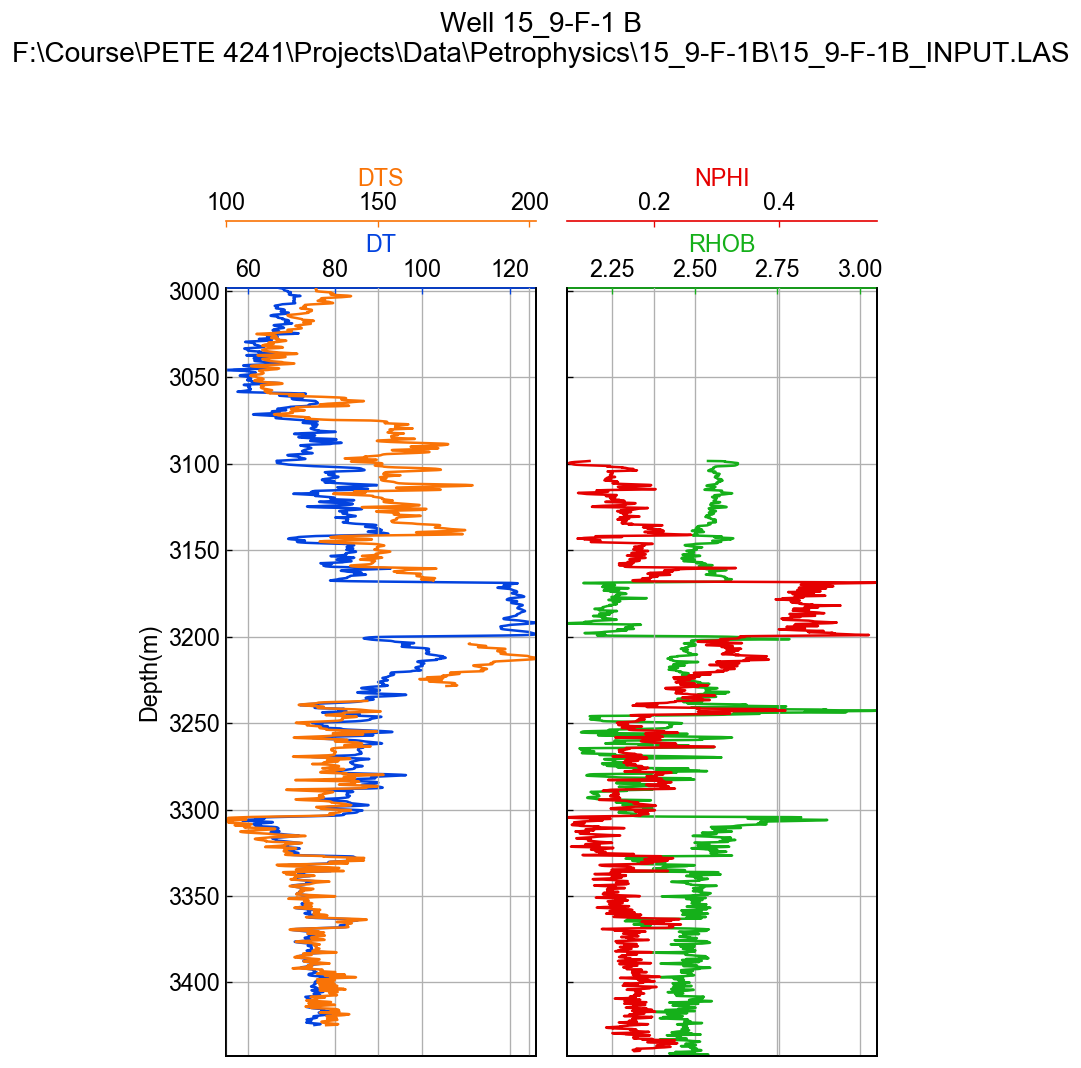 Well 15_9-F-1 B
F:\Course\PETE 4241\Projects\Data\Petrophysics\15_9-F-1B\15_9-F-1B_INPUT.LAS
DTS
100 150 200
DT
60 80 100 120
NPHI
0.2 0.4
RHOB
2.25 2.50 2.75 3.00
Depth(m)
3000
3050
3100
3150
3200
3250
3300
3350
3400